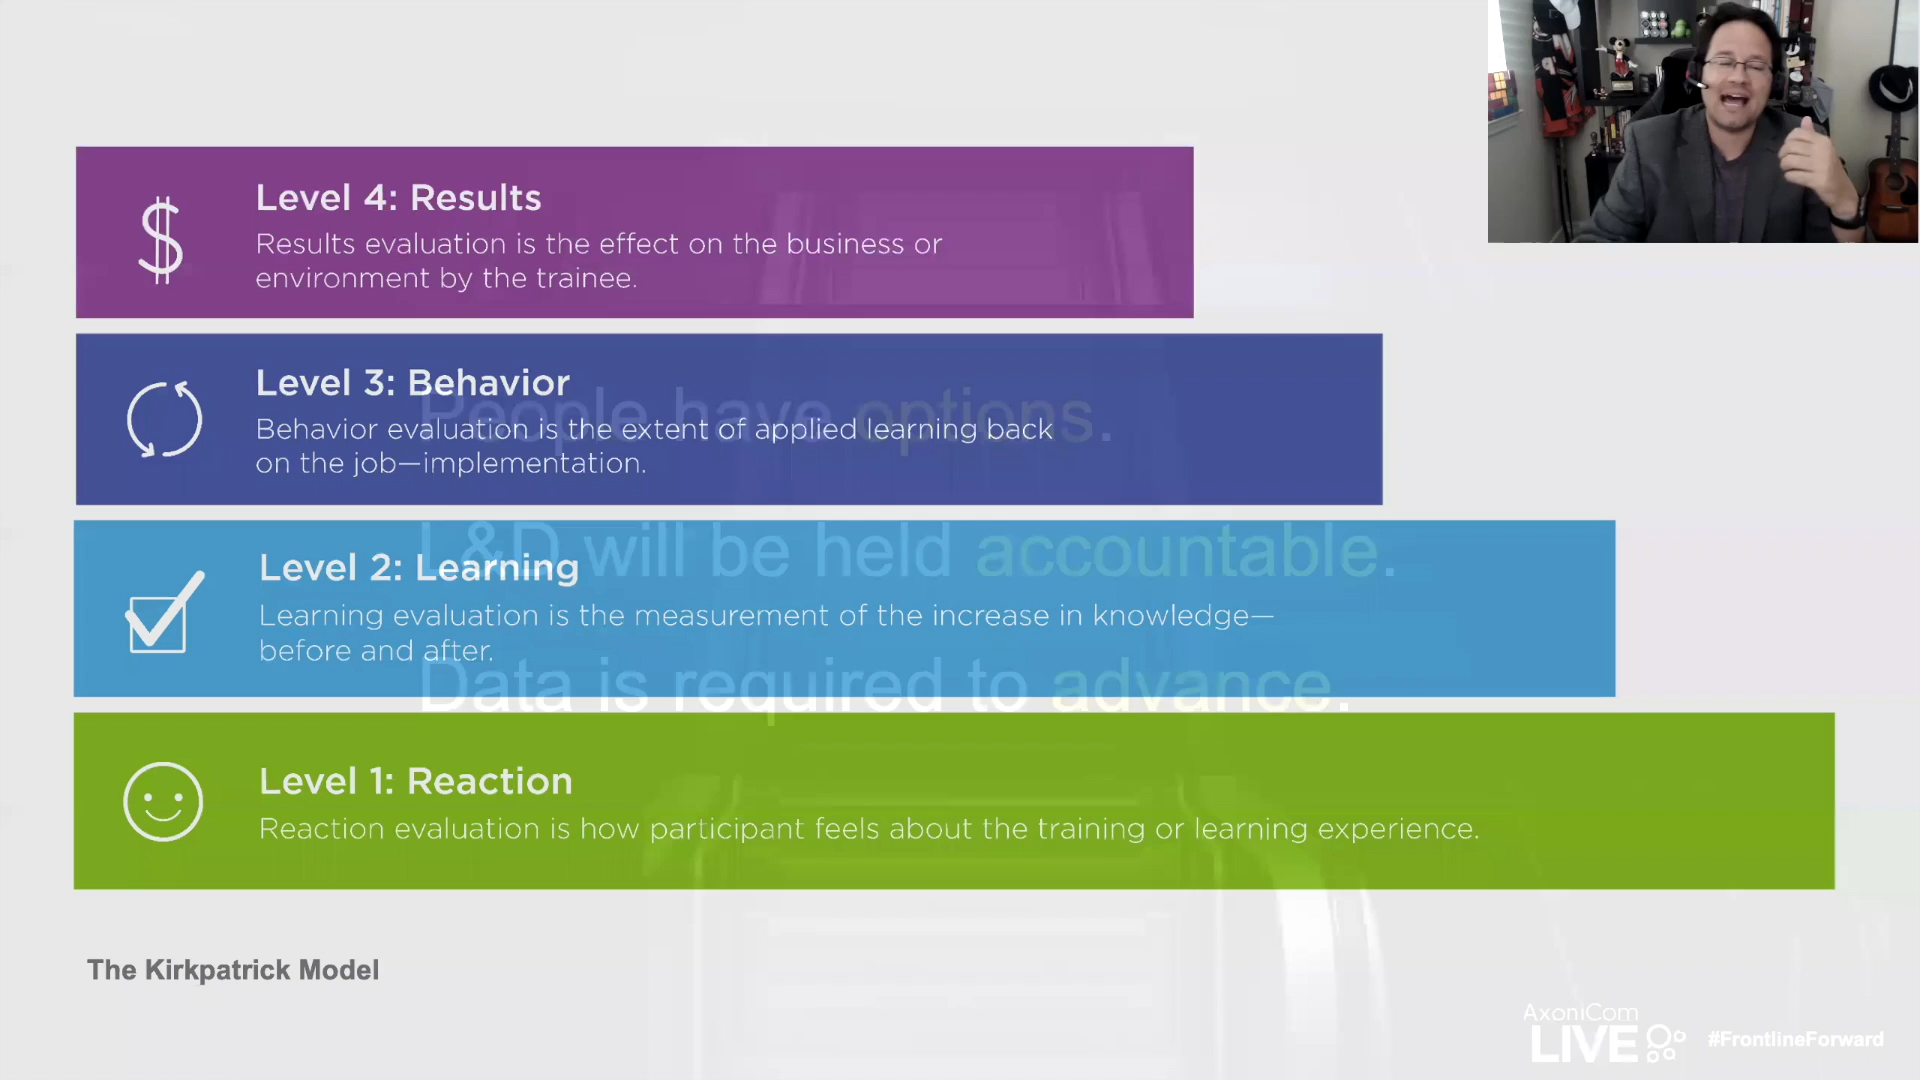 Level 4: Results
Results evaluation is the effect on the business or
environment by the trainee.
Level 3: Behavior
People have options.
Behavior evaluation is the extent of applied learning back
on the job—implementation.
L&D will be held accountable.
Level 2: Learning
Learning evaluation is the measurement of the increase in knowledge—
before and after.
Data is required to advance.
Level 1: Reaction
Reaction evaluation is how participant feels about the training or learning experience.
The Kirkpatrick Model
AxoniCom
LIVE
#FrontlineForward